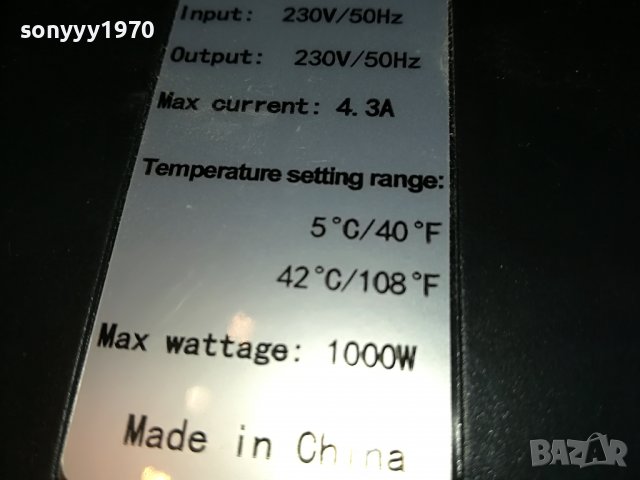 sonyyy1970
Input: 230V/50Hz
Output: 230V/50Hz
Max current: 4.3A
Temperature setting range:
5°C/40°F
42°C/108°F
Max wattage: 1000W
Made in China
BAZAR